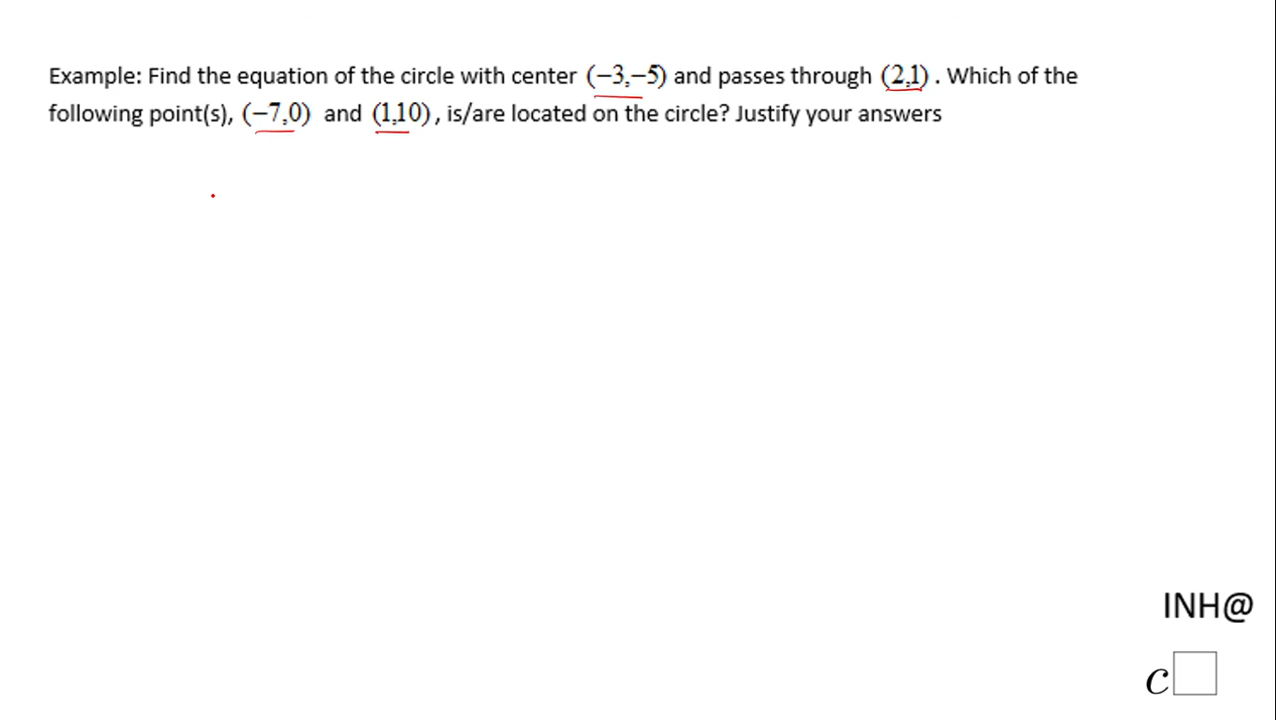 Example: Find the equation of the circle with center (−3,−5) and passes through (2,1) . Which of the
following point(s), (−7,0) and (1,10) , is/are located on the circle? Justify your answers
INH@
c